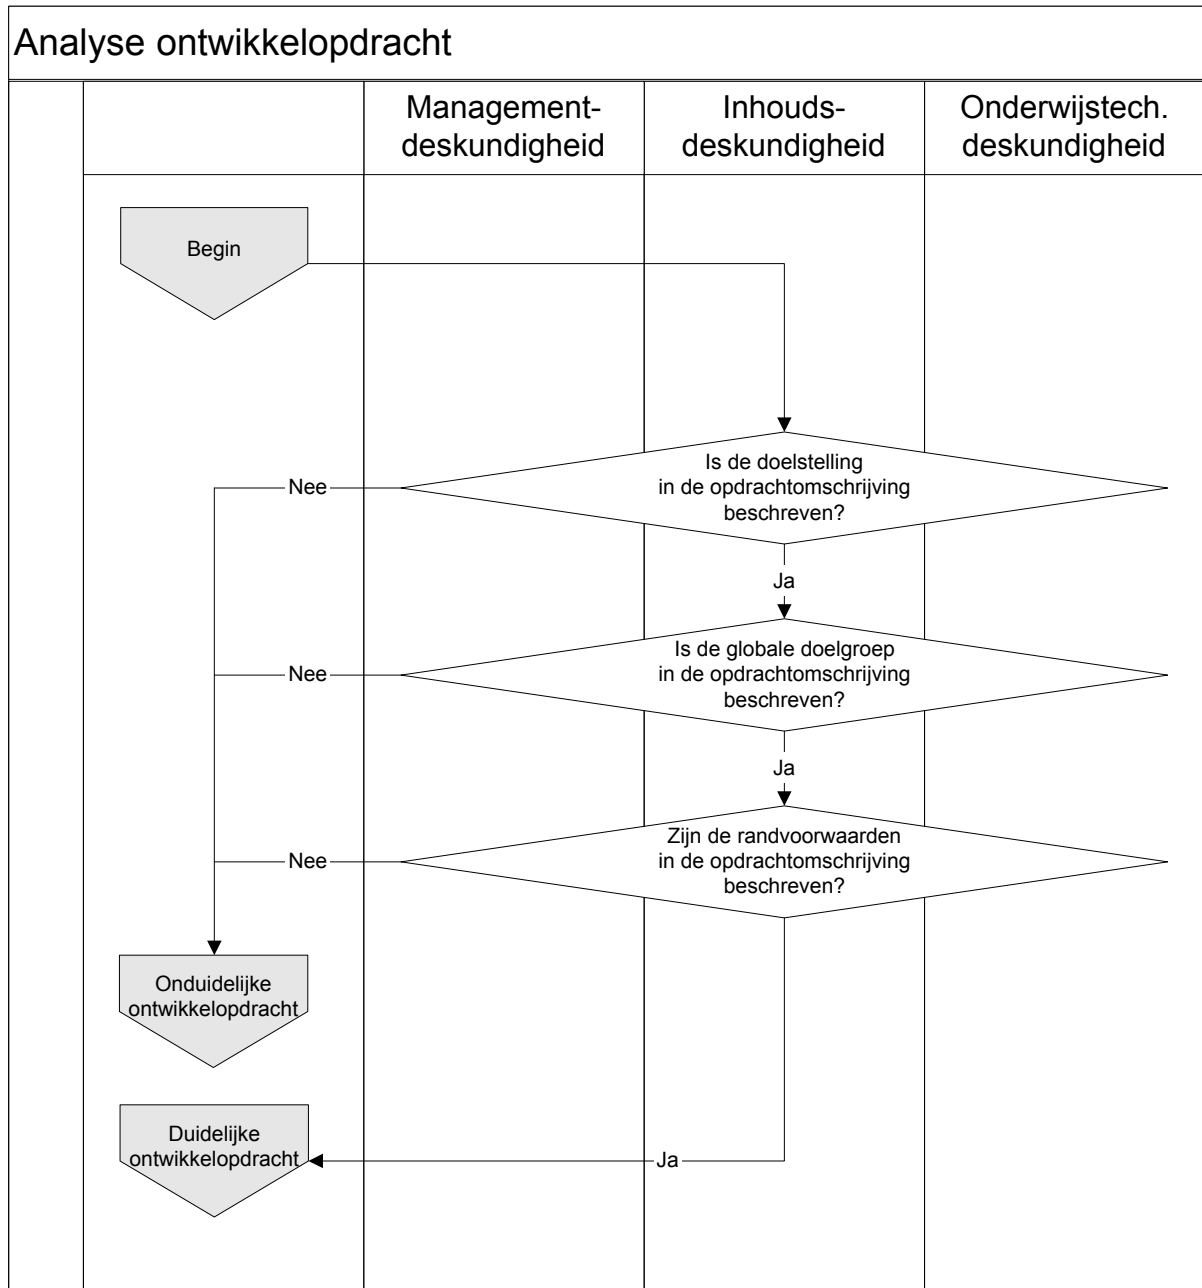 Analyse ontwikkelopdracht
Management-
deskundigheid
Inhouds-
deskundigheid
Onderwijstech.
deskundigheid
Begin
Is de doelstelling
in de opdrachtomschrijving
beschreven?
Nee
Ja
Is de globale doelgroep
in de opdrachtomschrijving
beschreven?
Nee
Ja
Zijn de randvoorwaarden
in de opdrachtomschrijving
beschreven?
Nee
Onduidelijke
ontwikkelopdracht
Duidelijke
ontwikkelopdracht
Ja